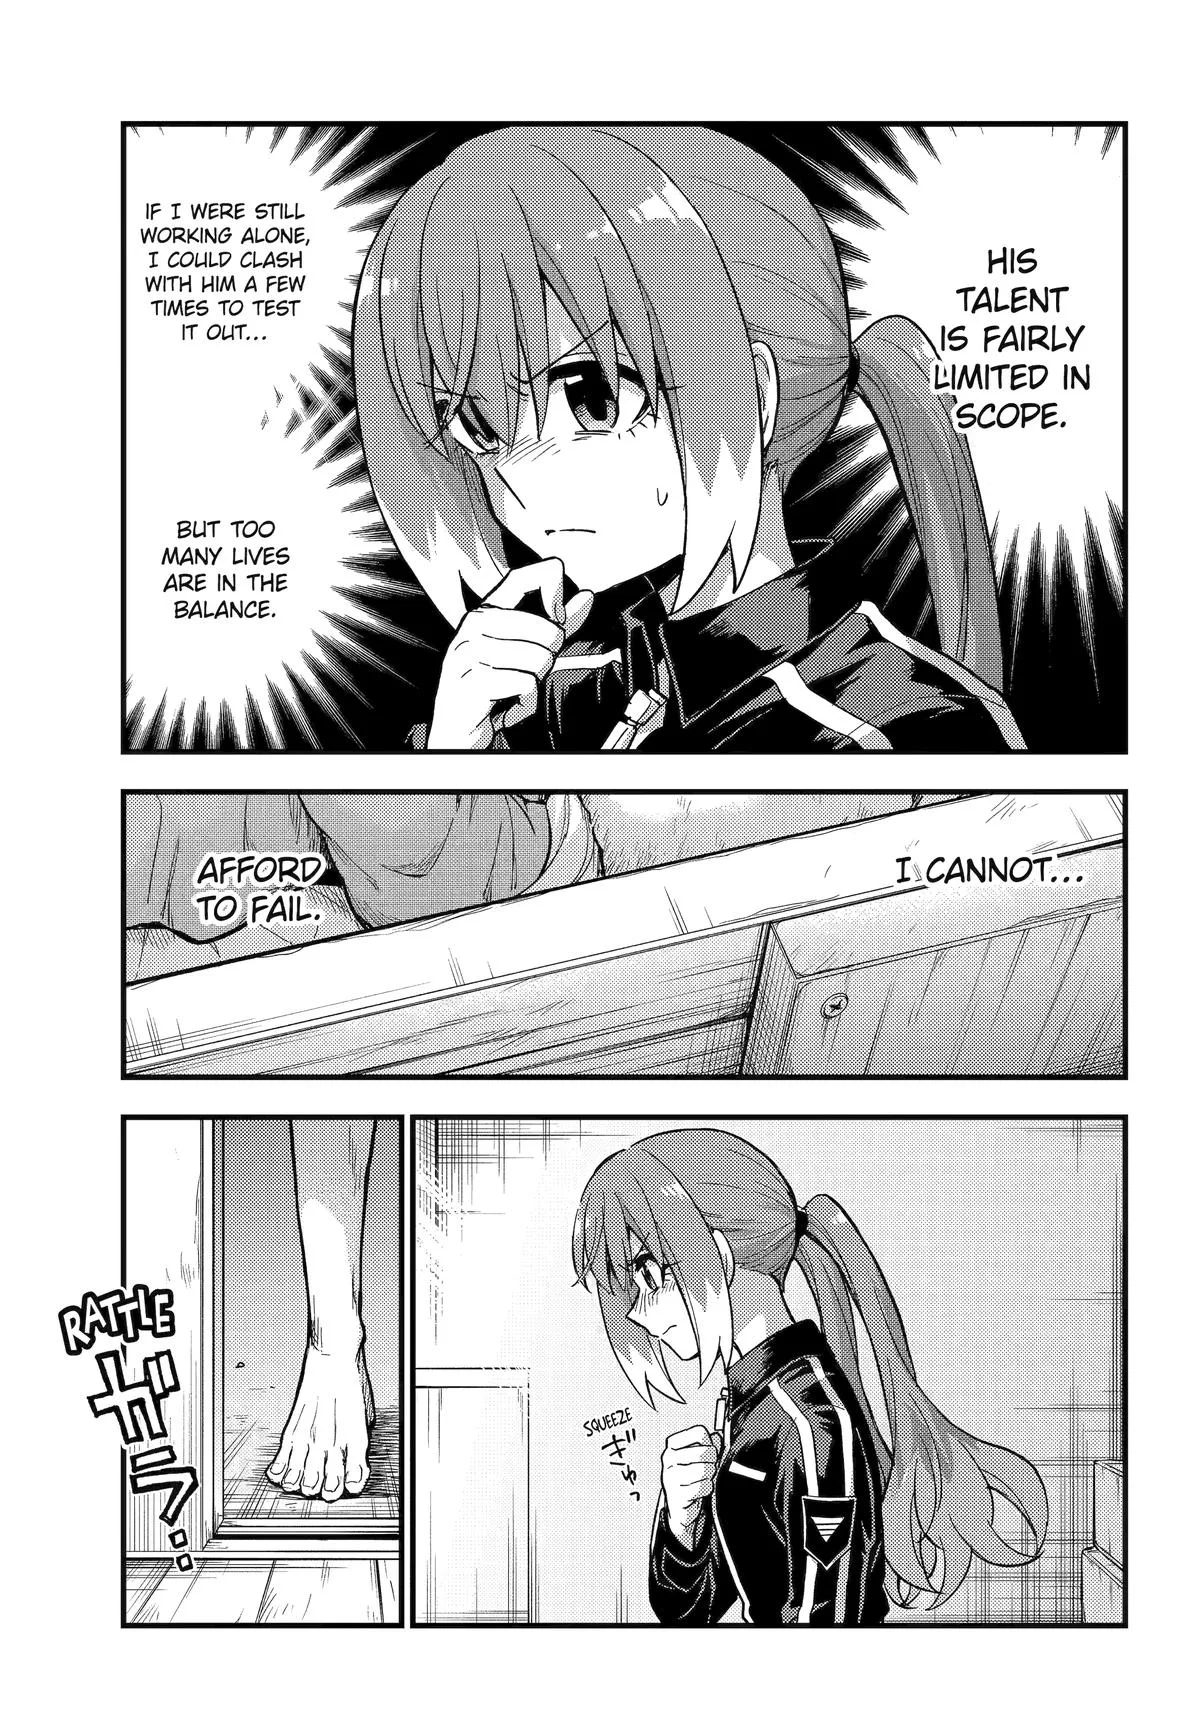 HIS
TALENT
IS FAIRLY
LIMITED IN
SCOPE.
IF I WERE STILL
WORKING ALONE,
I COULD CLASH
WITH HIM A FEW
TIMES TO TEST
IT OUT...
BUT TOO
MANY LIVES
ARE IN THE
BALANCE.
I CANNOT...
AFFORD
TO FAIL.
SQUEEZE
ぎゅっ
RATTLE
ガラ..